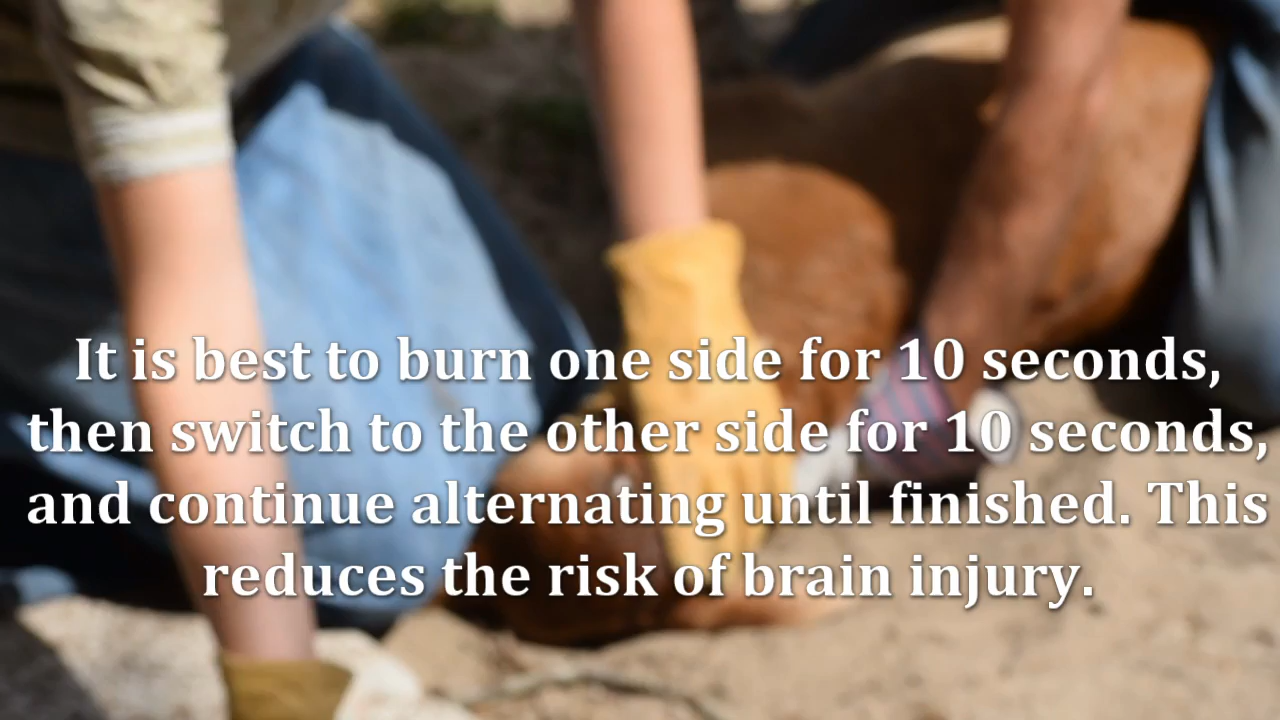 It is best to burn one side for 10 seconds,
then switch to the other side for 10 seconds,
and continue alternating until finished. This
reduces the risk of brain injury.